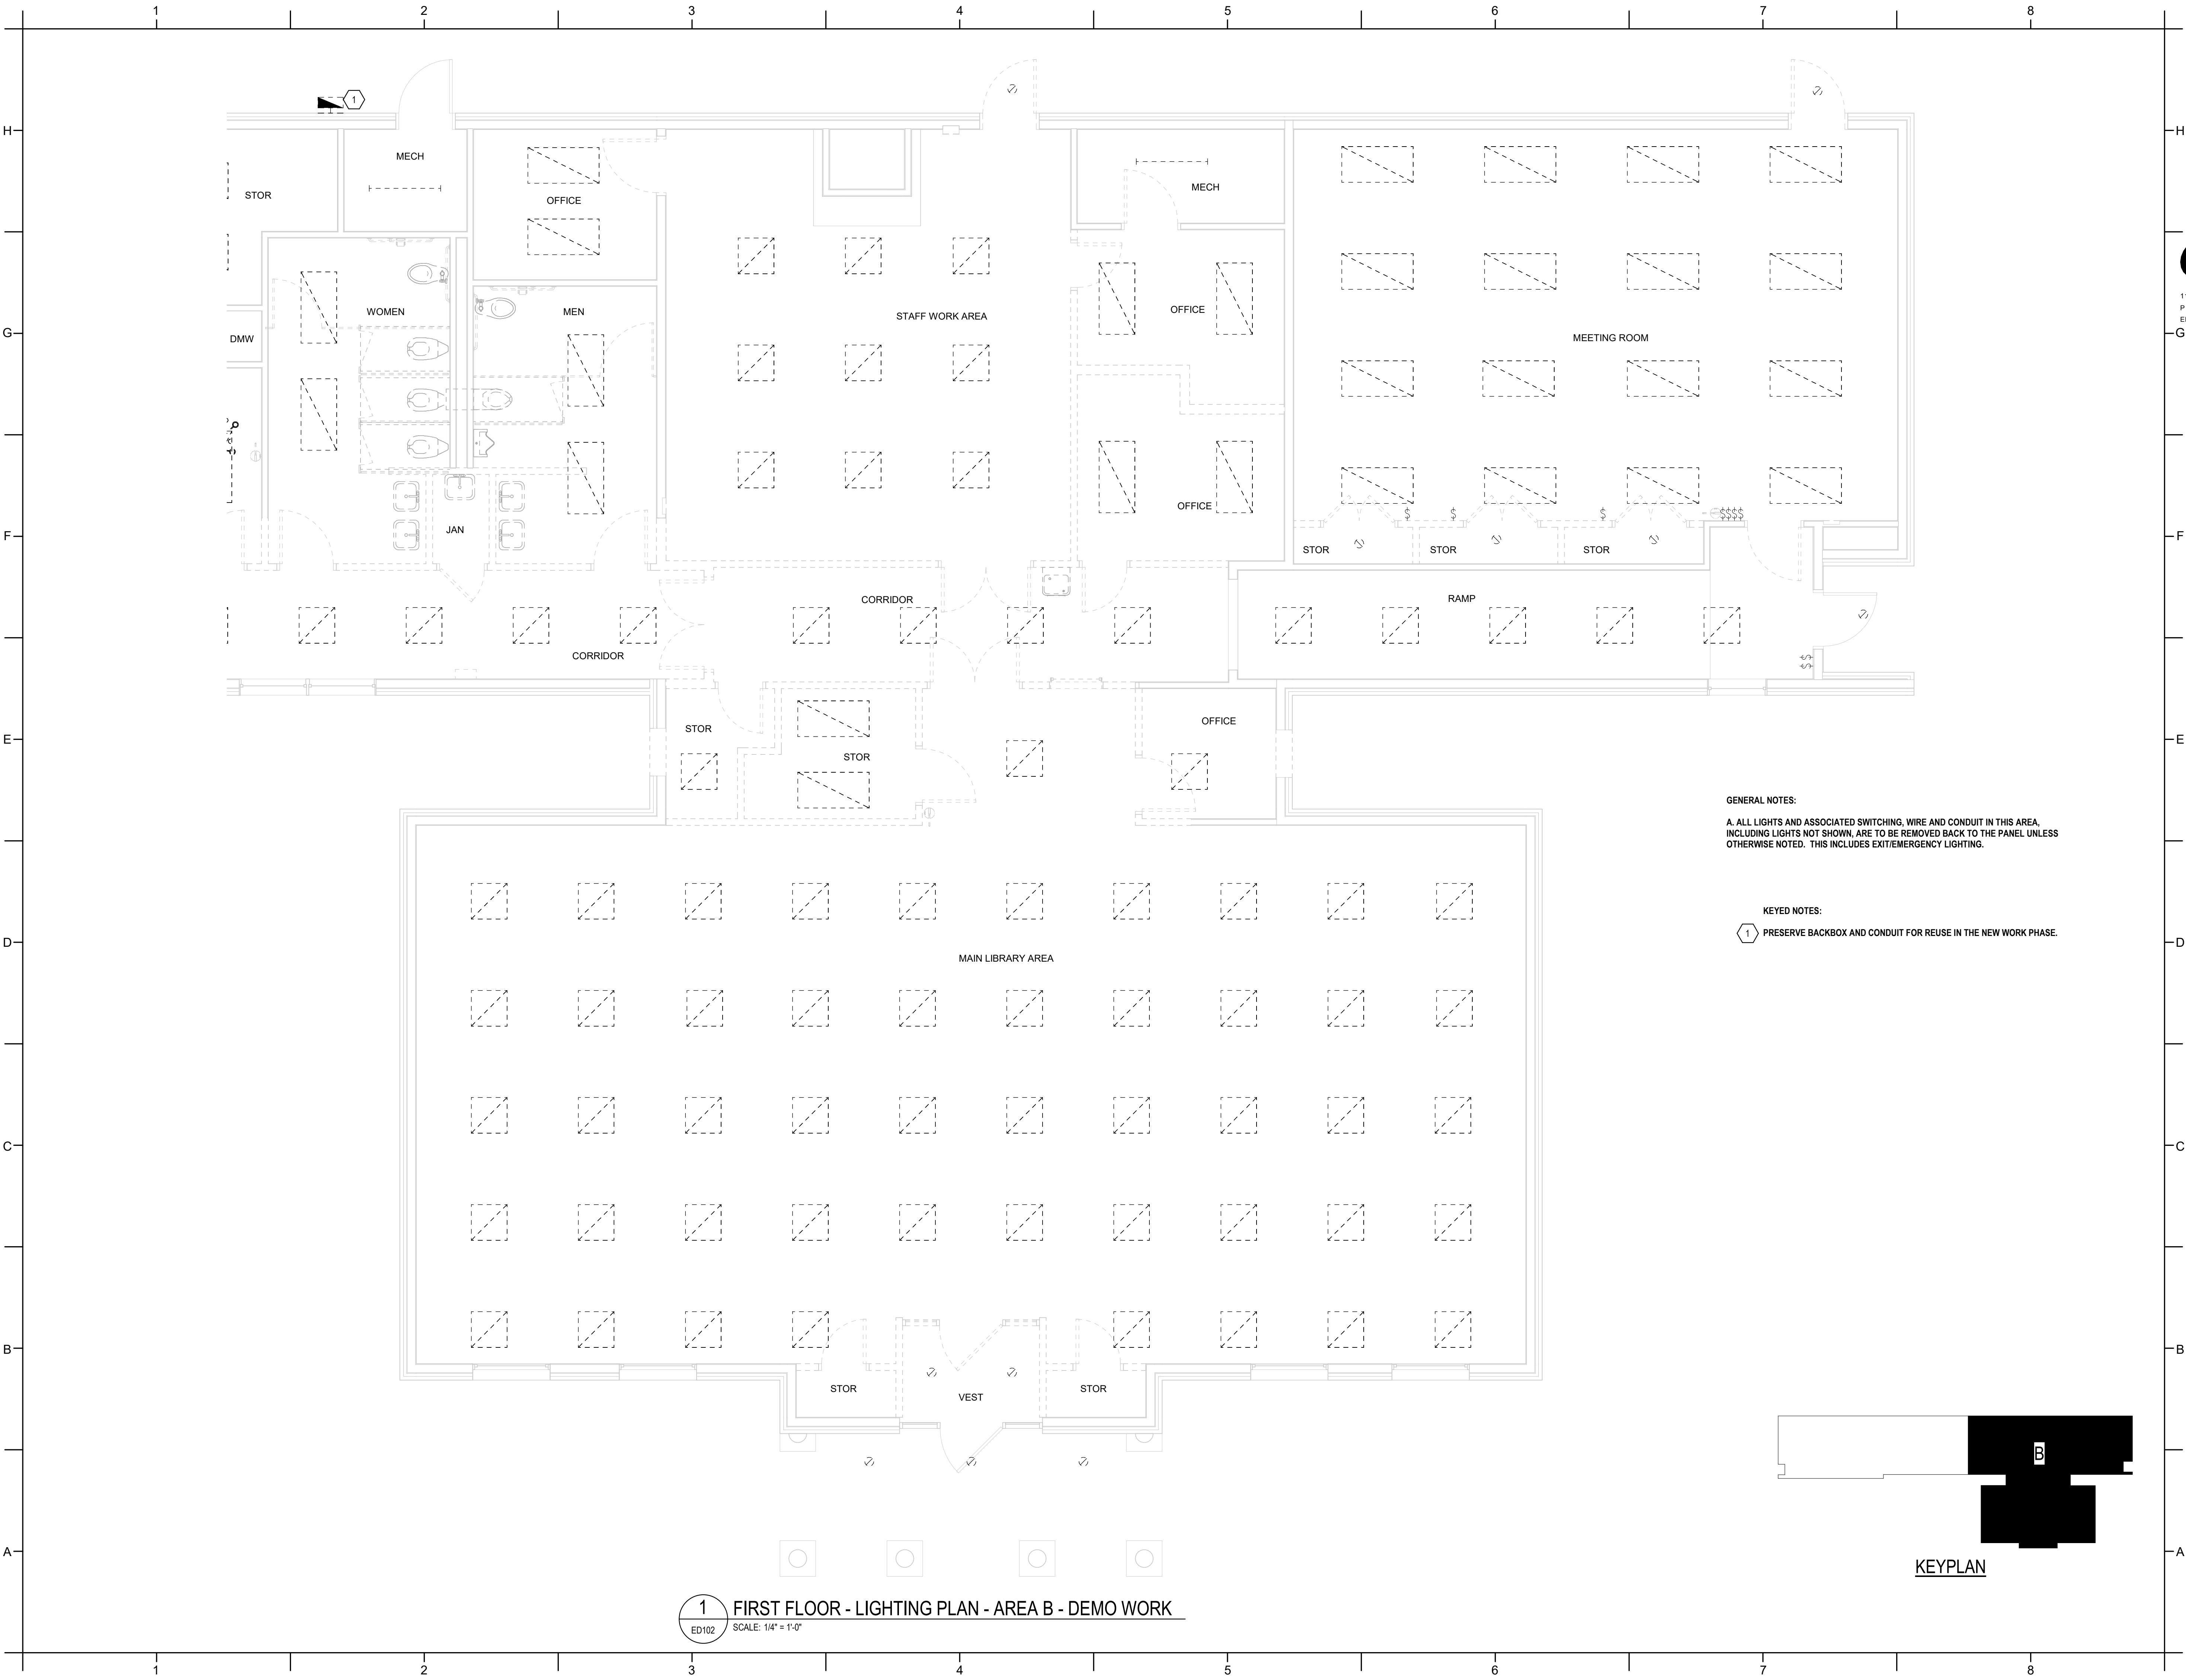 1 2 3 4 5 6 7 8
H H
1
MECH
STOR
OFFICE
MECH
WOMEN
MEN
STAFF WORK AREA
OFFICE
MEETING ROOM
DMW
G G
11
P
EI
OFFICE
JAN
F F
STOR
STOR
STOR
$ $ $ $$$$
CORRIDOR
RAMP
CORRIDOR
$
$
STOR
OFFICE
STOR
E E
GENERAL NOTES:
A. ALL LIGHTS AND ASSOCIATED SWITCHING, WIRE AND CONDUIT IN THIS AREA,
INCLUDING LIGHTS NOT SHOWN, ARE TO BE REMOVED BACK TO THE PANEL UNLESS
OTHERWISE NOTED. THIS INCLUDES EXIT/EMERGENCY LIGHTING.
KEYED NOTES:
1 PRESERVE BACKBOX AND CONDUIT FOR REUSE IN THE NEW WORK PHASE.
D D
MAIN LIBRARY AREA
C C
B B
STOR
VEST
STOR
B
A A
KEYPLAN
1
ED102
FIRST FLOOR - LIGHTING PLAN - AREA B - DEMO WORK
SCALE: 1/4" = 1'-0"
1 2 3 4 5 6 7 8